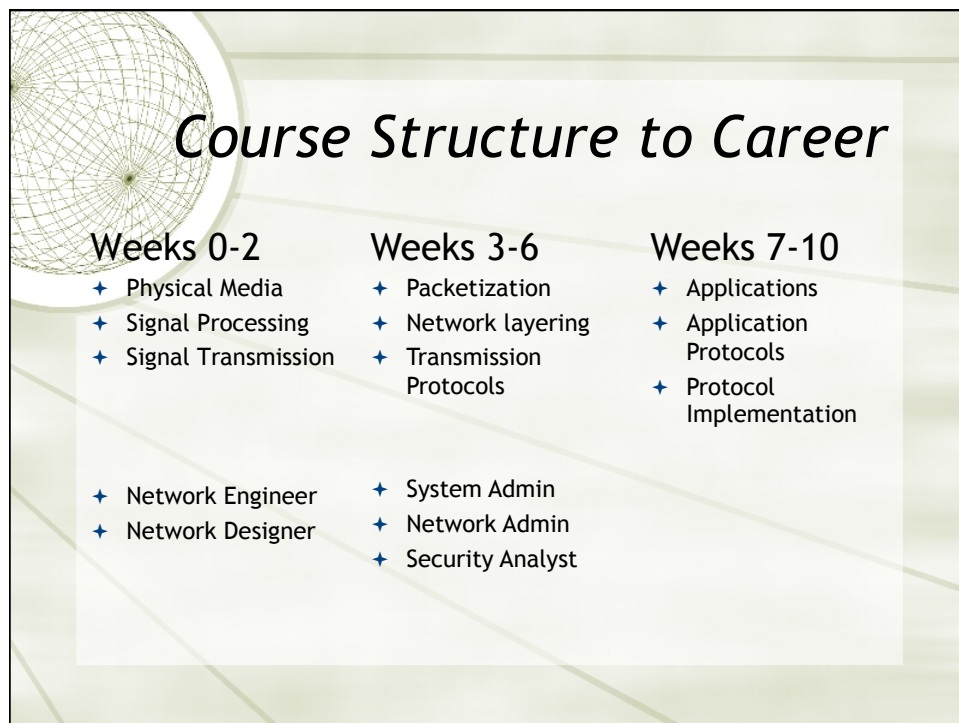 Course Structure to Career
Weeks 0-2
Physical Media
Signal Processing
Signal Transmission
Network Engineer
Network Designer
Weeks 3-6
Packetization
Network layering
Transmission
Protocols
System Admin
Network Admin
Security Analyst
Weeks 7-10
Applications
Application
Protocols
Protocol
Implementation